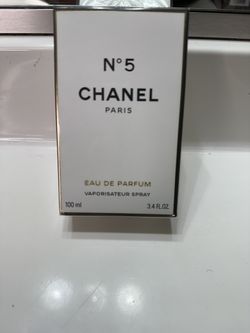 N°5
CHANEL
PARIS
EAU DE PARFUM
VAPORISATEUR SPRAY
100 ml 3.4 FL.OZ.